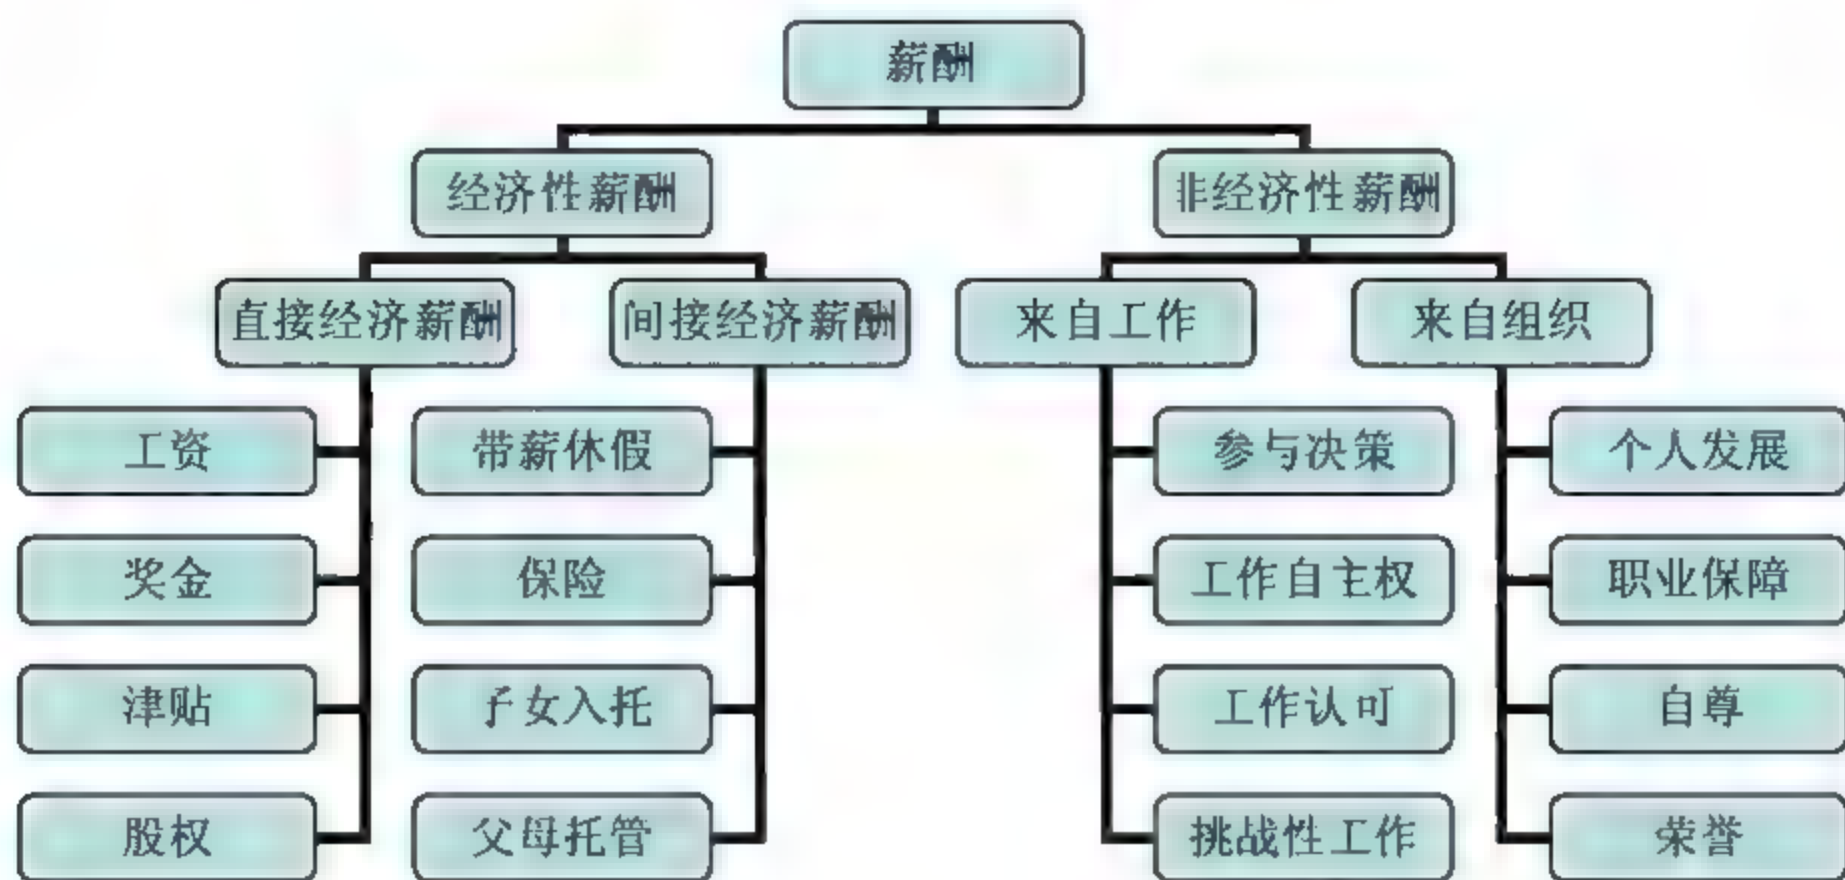 薪酬
经济性薪酬
非经济性薪酬
直接经济薪酬
间接经济薪酬
来自工作
来自组织
工资
带薪休假
参与决策
个人发展
奖金
保险
工作自主权
职业保障
津贴
子女入托
工作认可
自尊
股权
父母托管
挑战性工作
荣誉